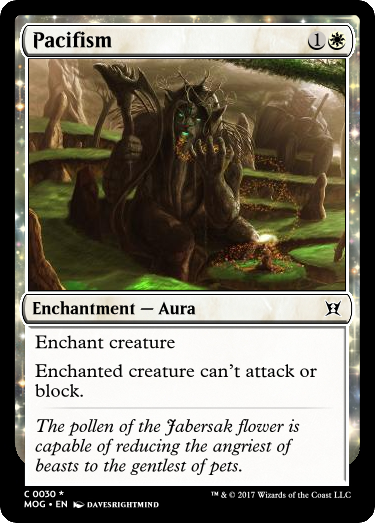 Pacifism 1
Enchantment — Aura
Enchant creature
Enchanted creature can't attack or
block.
The pollen of the Jabersak flower is
capable of reducing the angriest of
beasts to the gentlest of pets.
C 0030 *
MOG • EN DAVESRIGHTMIND
™ & © 2017 Wizards of the Coast LLC